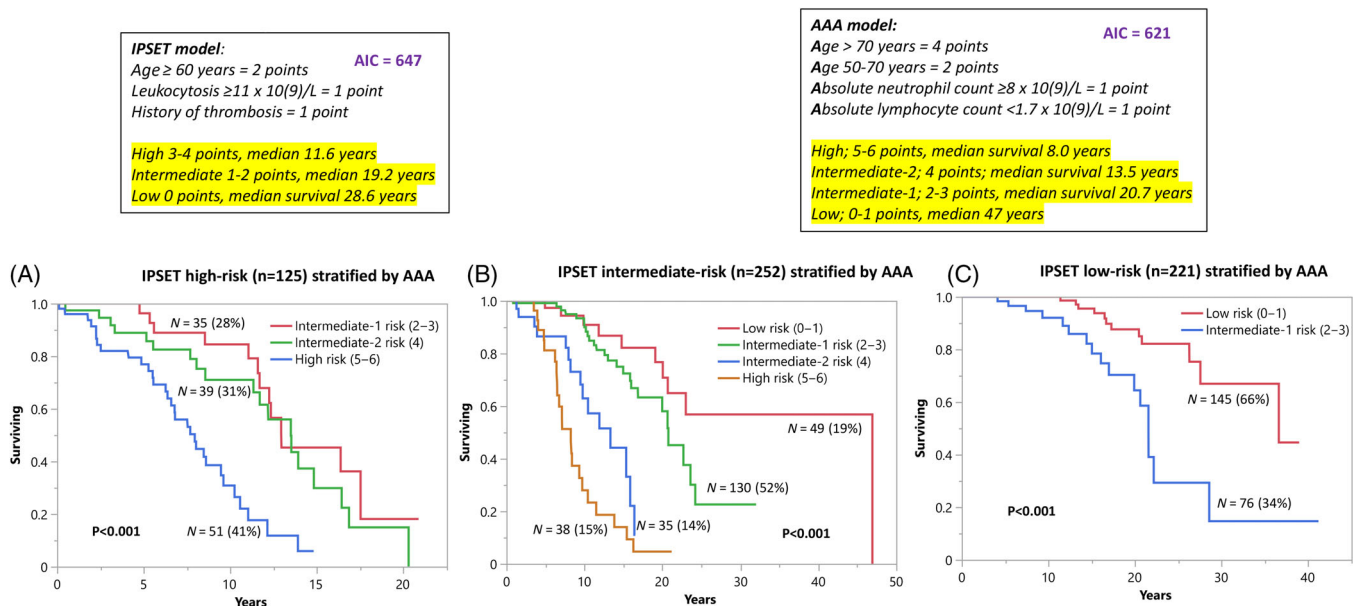 IPSET model:
AIC = 647
Age ≥ 60 years = 2 points
Leukocytosis ≥11 x 10(9)/L = 1 point
History of thrombosis = 1 point
High 3-4 points, median 11.6 years
Intermediate 1-2 points, median 19.2 years
Low 0 points, median survival 28.6 years
AAA model:
AIC = 621
Age > 70 years = 4 points
Age 50-70 years = 2 points
Absolute neutrophil count ≥8 x 10(9)/L = 1 point
Absolute lymphocyte count <1.7 x 10(9)/L = 1 point
High; 5-6 points, median survival 8.0 years
Intermediate-2; 4 points; median survival 13.5 years
Intermediate-1; 2-3 points, median survival 20.7 years
Low; 0-1 points, median 47 years
(A)
IPSET high-risk (n=125) stratified by AAA
1.0
0.8
0.6
0.4
0.2
0
Surviving
N = 35 (28%)
N = 39 (31%)
N = 51 (41%)
Intermediate-1 risk (2–3)
Intermediate-2 risk (4)
High risk (5–6)
P<0.001
0 5 10 15 20
Years
(B)
IPSET intermediate-risk (n=252) stratified by AAA
1.0
0.8
0.6
0.4
0.2
0
Surviving
Low risk (0–1)
Intermediate-1 risk (2–3)
Intermediate-2 risk (4)
High risk (5–6)
N = 49 (19%)
N = 130 (52%)
N = 38 (15%)
N = 35 (14%)
P<0.001
0 10 20 30 40 50
Years
(C)
IPSET low-risk (n=221) stratified by AAA
1.0
0.8
0.6
0.4
0.2
0
Surviving
Low risk (0–1)
Intermediate-1 risk (2–3)
N = 145 (66%)
N = 76 (34%)
P<0.001
0 10 20 30 40
Years